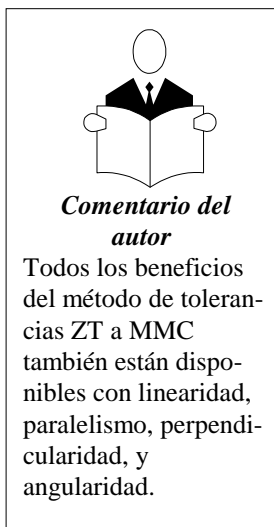 Comentario del
autor
Todos los beneficios
del método de toleran-
cias ZT a MMC
también están dispo-
nibles con linearidad,
paralelismo, perpendi-
cularidad, y
angularidad.